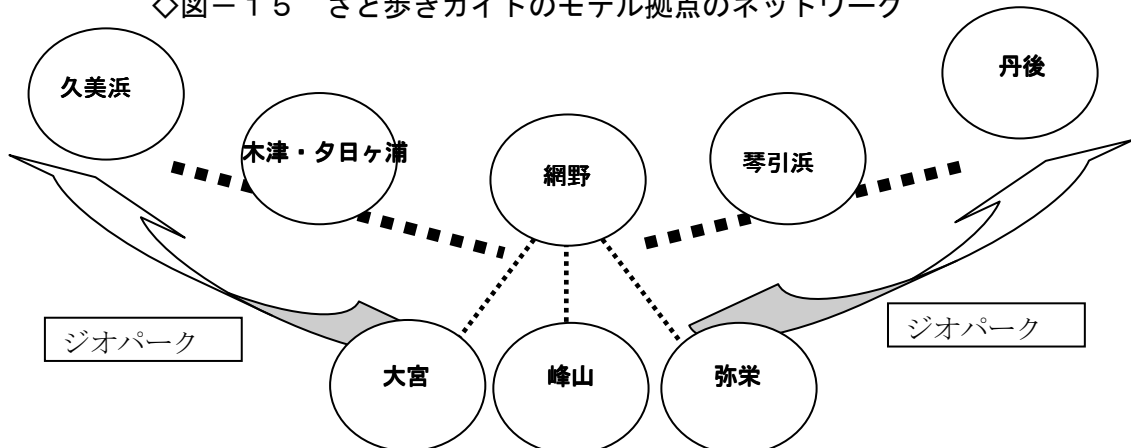 ◇図－１５　さと歩きガイドのモデル拠点のネットワーク
久美浜
木津・夕日ヶ浦
網野
琴引浜
丹後
ジオパーク
ジオパーク
大宮
峰山
弥栄